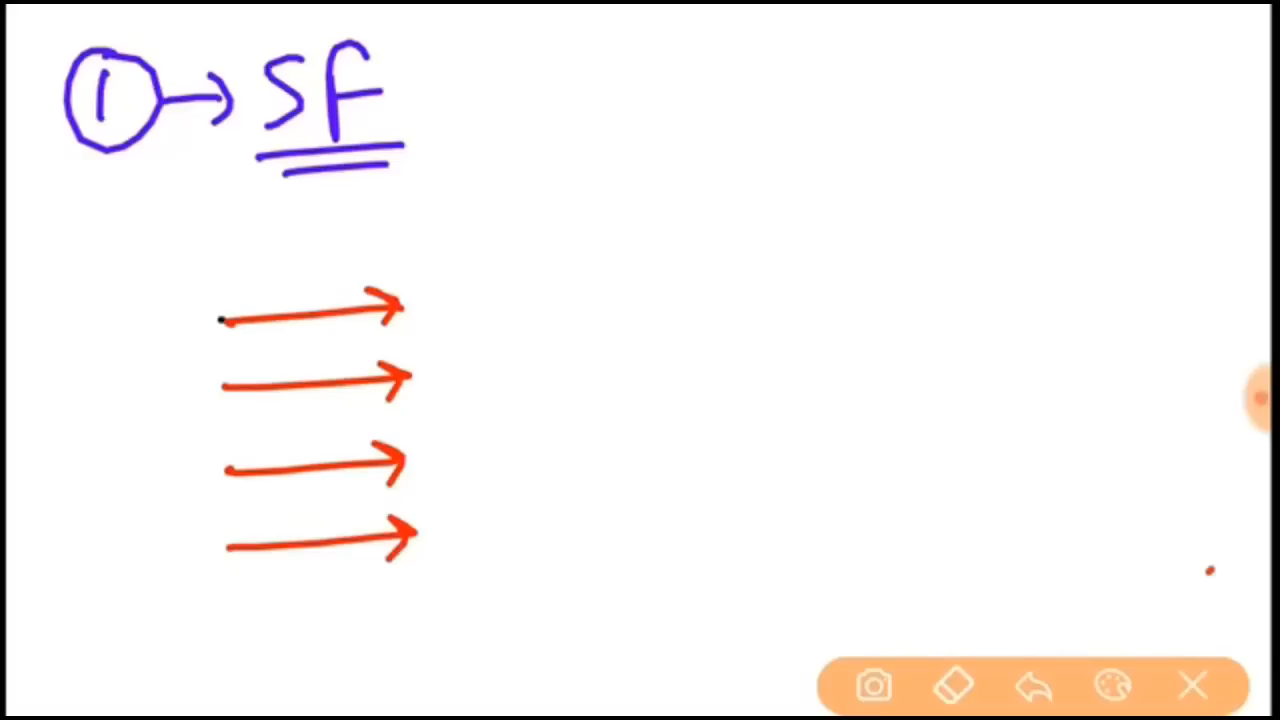 ① → SF